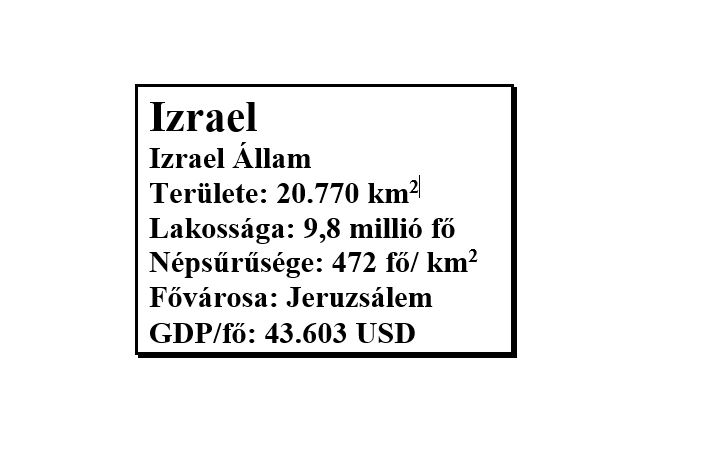 Izrael
Izrael Állam
Területe: 20.770 km²
Lakossága: 9,8 millió fő
Népsűrűsége: 472 fő/ km²
Fővárosa: Jeruzsálem
GDP/fő: 43.603 USD